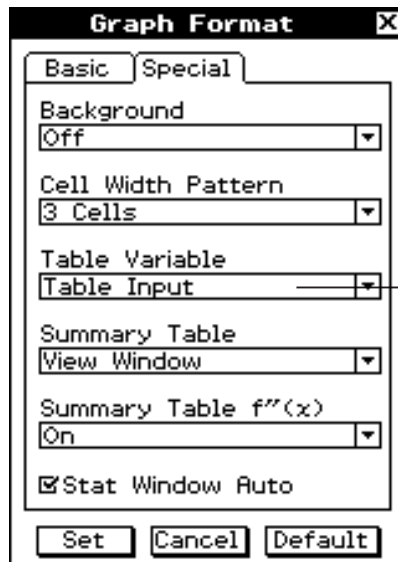 Graph Format X
Basic Special
Background
Off
Cell Width Pattern
3 Cells
Table Variable
Table Input
Summary Table
View Window
Summary Table f″(x)
On
Stat Window Auto
Set Cancel Default